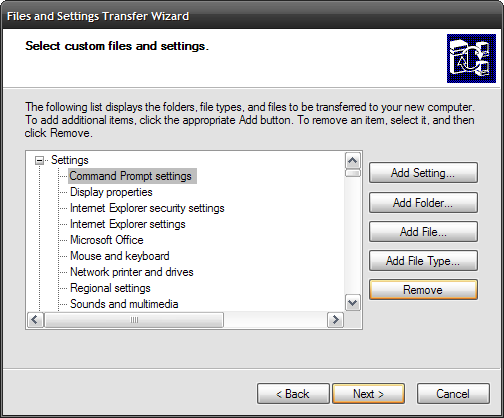 Files and Settings Transfer Wizard
Select custom files and settings.
The following list displays the folders, file types, and files to be transferred to your new computer.
To add additional items, click the appropriate Add button. To remove an item, select it, and then
click Remove.
Settings
Command Prompt settings
Display properties
Internet Explorer security settings
Internet Explorer settings
Microsoft Office
Mouse and keyboard
Network printer and drives
Regional settings
Sounds and multimedia
Add Setting...
Add Folder...
Add File...
Add File Type...
Remove
< Back
Next >
Cancel